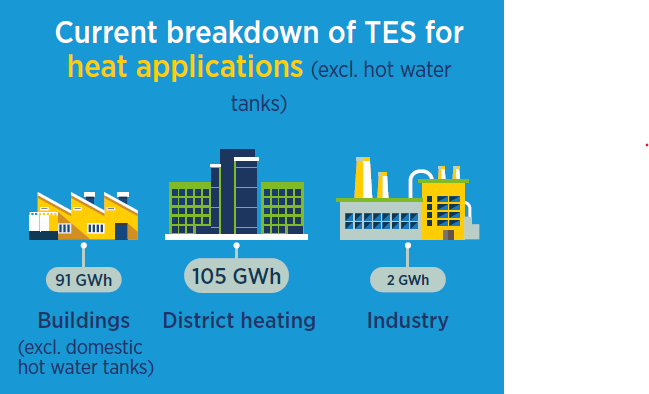 Current breakdown of TES for
heat applications (excl. hot water
tanks)
91 GWh
105 GWh
2 GWh
Buildings
District heating
Industry
(excl. domestic
hot water tanks)